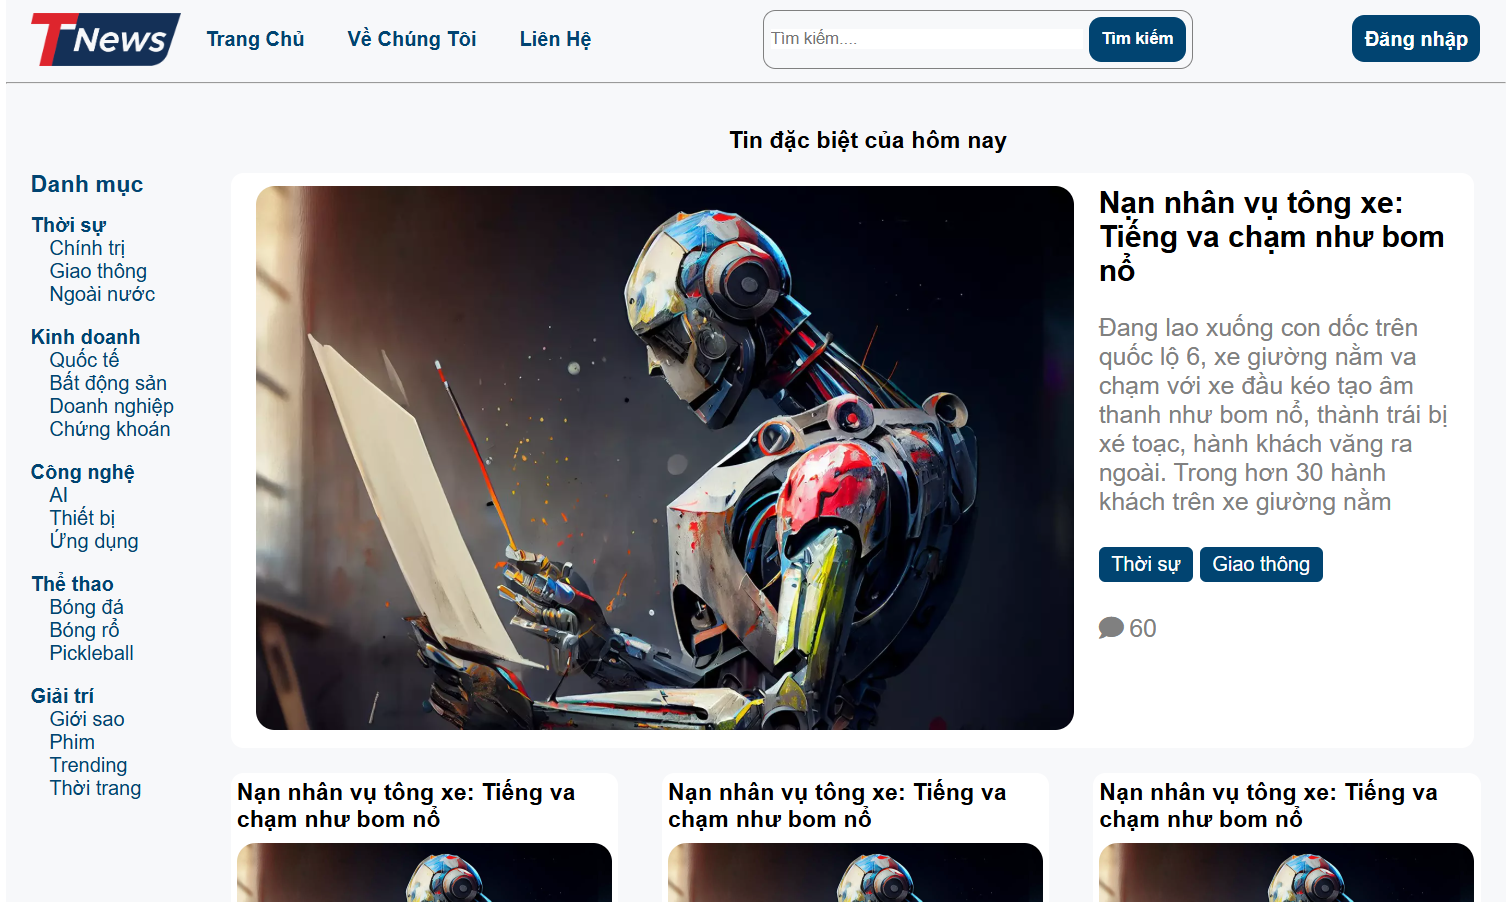 TNews
Trang Chủ
Về Chúng Tôi
Liên Hệ
Tìm kiếm....
Tìm kiếm
Đăng nhập
Tin đặc biệt của hôm nay
Danh mục
Thời sự
Chính trị
Giao thông
Ngoài nước
Kinh doanh
Quốc tế
Bất động sản
Doanh nghiệp
Chứng khoán
Công nghệ
AI
Thiết bị
Ứng dụng
Thể thao
Bóng đá
Bóng rổ
Pickleball
Giải trí
Giới sao
Phim
Trending
Thời trang
Nạn nhân vụ tông xe:
Tiếng va chạm như bom
nổ
Đang lao xuống con dốc trên
quốc lộ 6, xe giường nằm va
chạm với xe đầu kéo tạo âm
thanh như bom nổ, thành trái bị
xé toạc, hành khách văng ra
ngoài. Trong hơn 30 hành
khách trên xe giường nằm
Thời sự
Giao thông
60
Nạn nhân vụ tông xe: Tiếng va
chạm như bom nổ
Nạn nhân vụ tông xe: Tiếng va
chạm như bom nổ
Nạn nhân vụ tông xe: Tiếng va
chạm như bom nổ